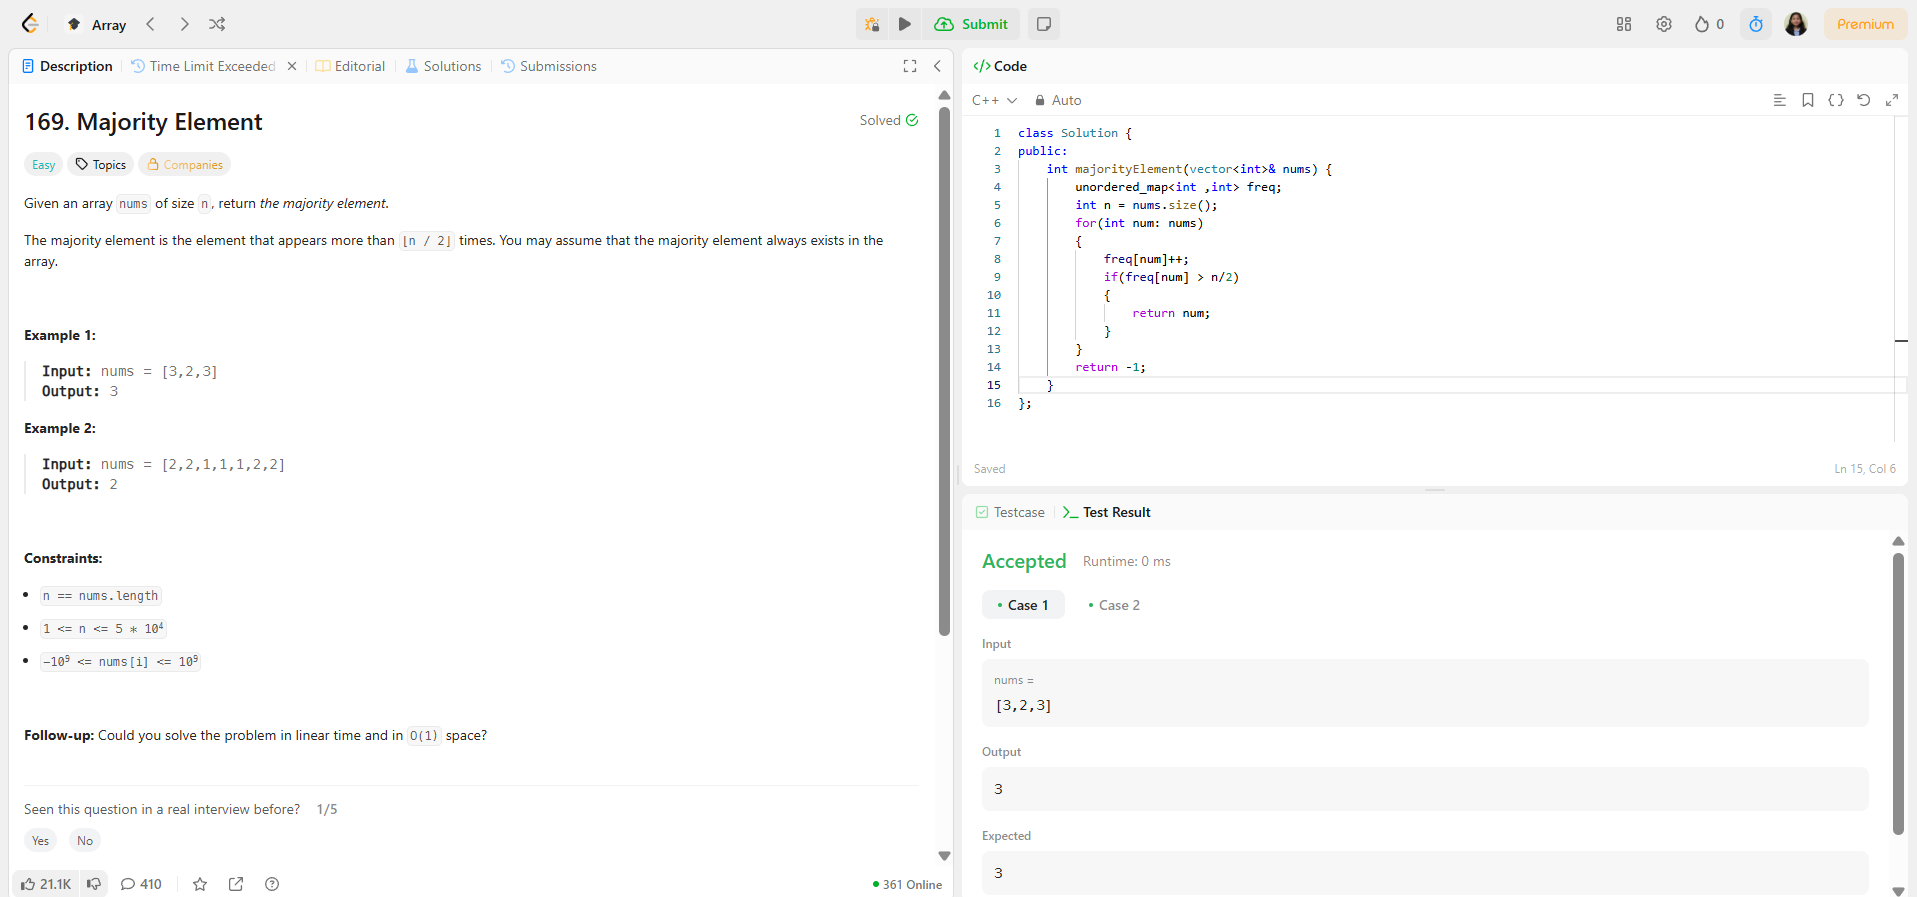 Array
Submit
0
Premium
Description
Time Limit Exceeded
Editorial
Solutions
Submissions
169. Majority Element
Solved
Easy
Topics
Companies
Given an array nums of size n, return the majority element.
The majority element is the element that appears more than ⌊n / 2⌋ times. You may assume that the majority element always exists in the
array.
Example 1:
Input: nums = [3,2,3]
Output: 3
Example 2:
Input: nums = [2,2,1,1,1,2,2]
Output: 2
Constraints:
n == nums.length
1 <= n <= 5 * 10⁴
-10⁹ <= nums[i] <= 10⁹
Follow-up: Could you solve the problem in linear time and in O(1) space?
Seen this question in a real interview before? 1/5
Yes No
21.1K 410
361 Online
Code
C++ Auto
1 class Solution {
2 public:
3 int majorityElement(vector<int>& nums) {
4 unordered_map<int ,int> freq;
5 int n = nums.size();
6 for(int num: nums)
7 {
8 freq[num]++;
9 if(freq[num] > n/2)
10 {
11 return num;
12 }
13 }
14 return -1;
15 }
16 };
Saved
Ln 15, Col 6
Testcase
Test Result
Accepted Runtime: 0 ms
Case 1 Case 2
Input
nums =
[3,2,3]
Output
3
Expected
3